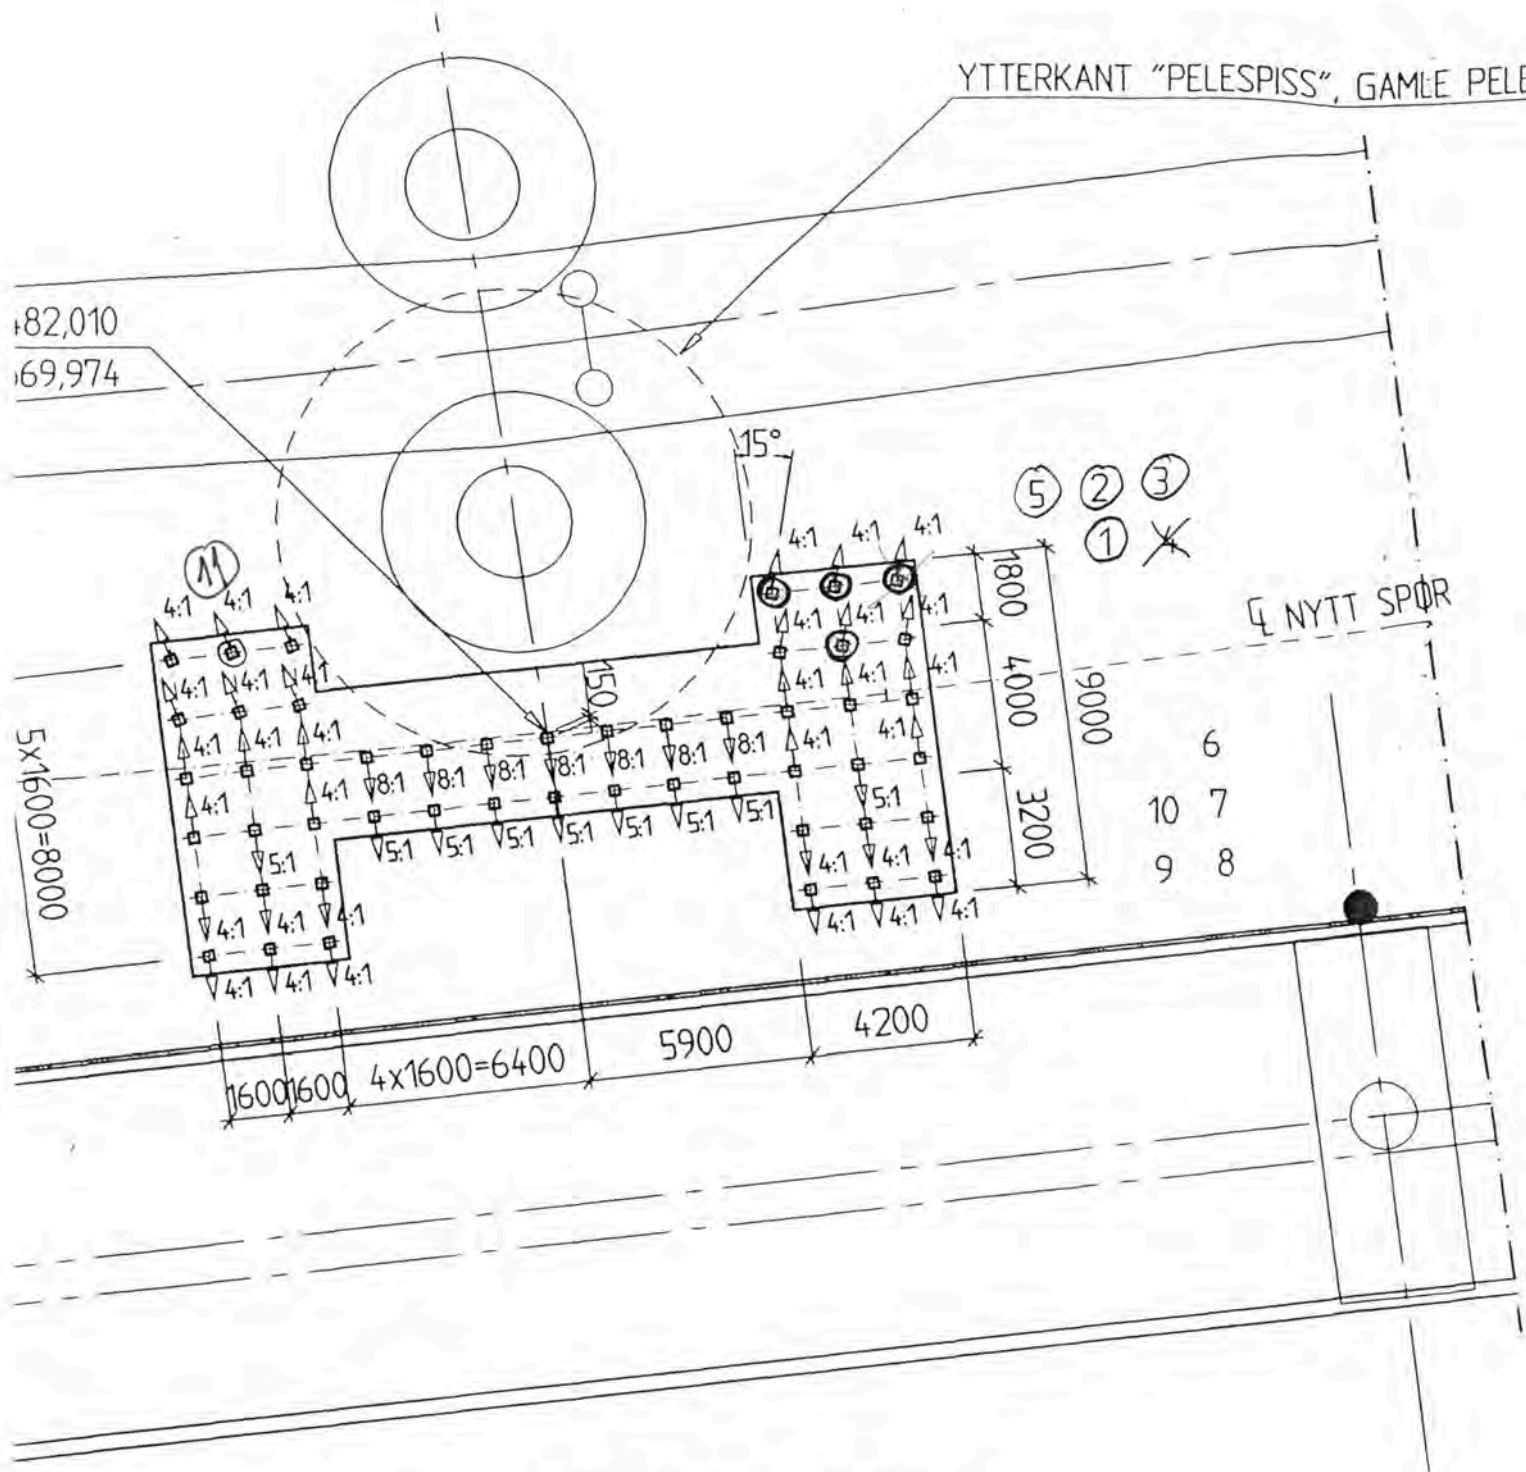 YTTERKANT "PELESPISS", GAMLE PELE
82,010
69,974
15°
5 2 3
1
11
4:1 4:1 4:1
4:1 4:1 4:1
1800
℄ NYTT SPOR
4:1 4:1 4:1
4:1 4:1 4:1
150
4000
9000
4:1 4:1 4:1
4:1 4:1
8:1 8:1 8:1 8:1 8:1 8:1 8:1
6
5x1600=8000
4:1 4:1
5:1
3200
10 7
5:1 5:1 5:1 5:1 5:1 5:1 5:1
9 8
5:1
4:1 4:1 4:1
4:1 4:1 4:1
4:1 4:1 4:1
4:1 4:1 4:1
1600 1600 4x1600=6400 5900 4200